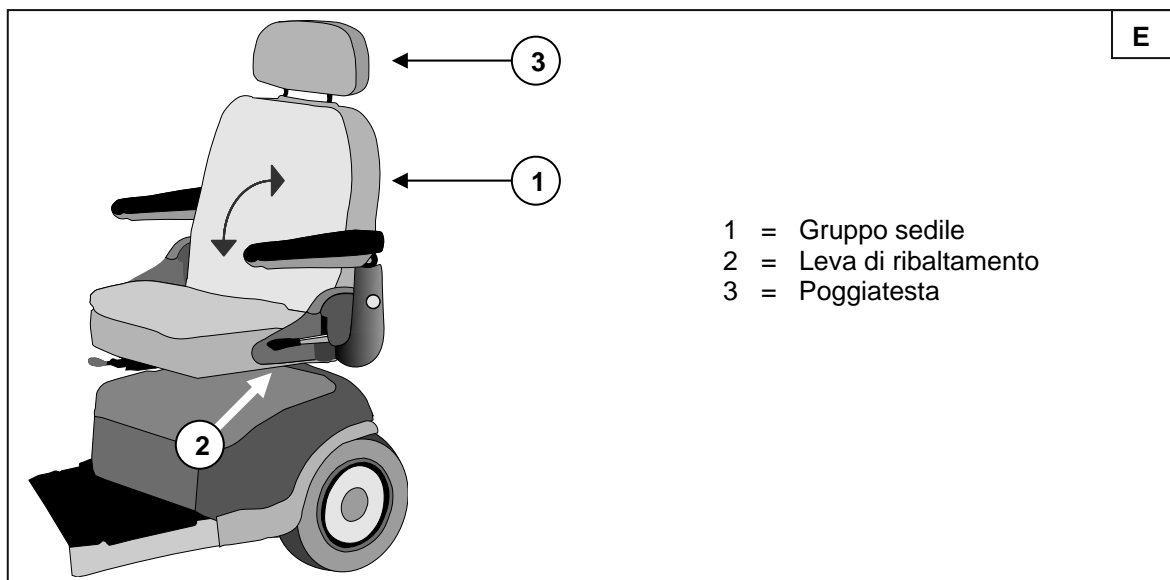 E
3
1
2
1 = Gruppo sedile
2 = Leva di ribaltamento
3 = Poggiatesta